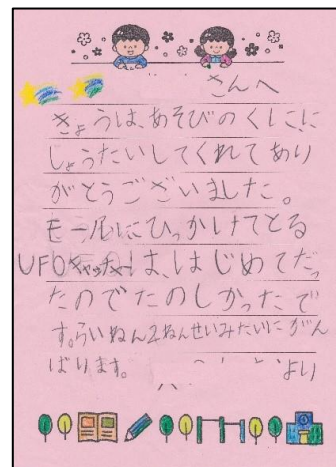 さんへ
きょうは、あそびのくにに
しょうたいしてくれてあり
がとうございました。
モールにひっかけてとる
UFOキャッチャーは、はじめてだっ
たのでたのしかったで
す。らいねん2ねんせいみたいにがん
ばります。
より